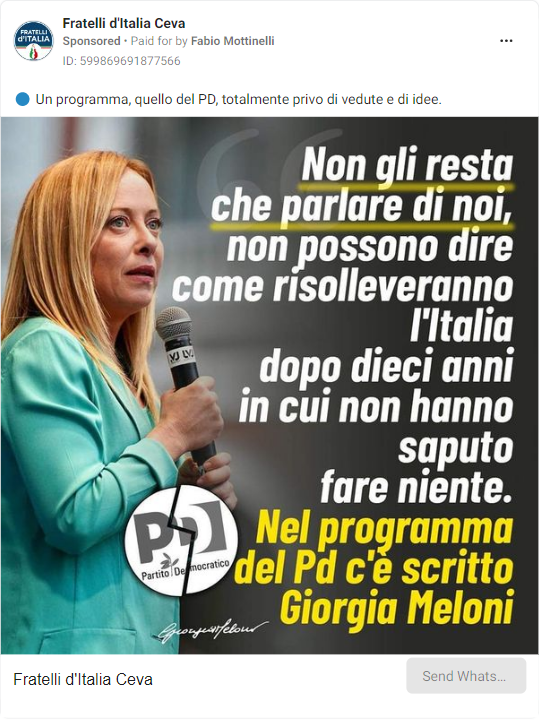 Fratelli d'Italia Ceva
Sponsored • Paid for by Fabio Mottinelli
ID: 599869691877566
FRATELLI
d'ITALIA
Un programma, quello del PD, totalmente privo di vedute e di idee.
Non gli resta
che parlare di noi,
non possono dire
come risolleveranno
l'Italia
dopo dieci anni
in cui non hanno
saputo
fare niente.
Nel programma
del Pd c'è scritto
Giorgia Meloni
LV
PD
Partito Democratico
Giorgia Meloni
Fratelli d'Italia Ceva
Send Whats...